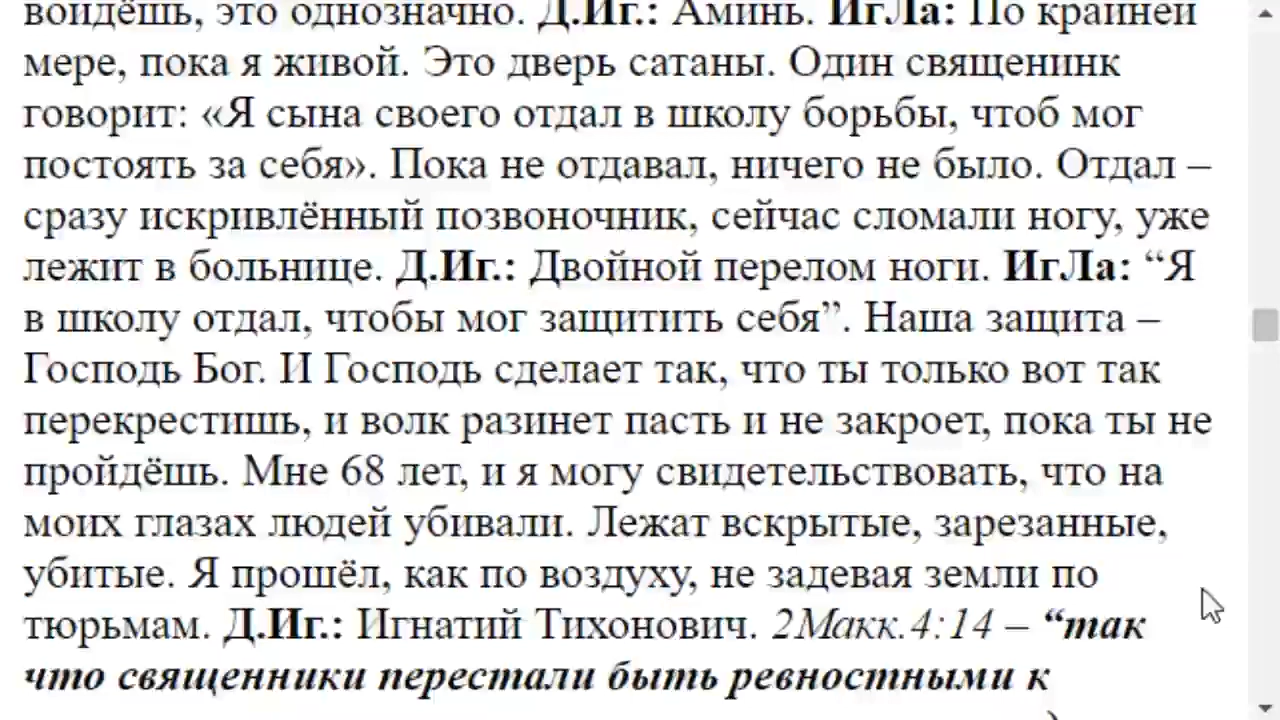 войдёшь, это однозначно. Д.Иг.: Аминь. ИгЛа: По крайней
мере, пока я живой. Это дверь сатаны. Один священинк
говорит: «Я сына своего отдал в школу борьбы, чтоб мог
постоять за себя». Пока не отдавал, ничего не было. Отдал –
сразу искривлённый позвоночник, сейчас сломали ногу, уже
лежит в больнице. Д.Иг.: Двойной перелом ноги. ИгЛа: “Я
в школу отдал, чтобы мог защитить себя”. Наша защита –
Господь Бог. И Господь сделает так, что ты только вот так
перекрестишь, и волк разинет пасть и не закроет, пока ты не
пройдёшь. Мне 68 лет, и я могу свидетельствовать, что на
моих глазах людей убивали. Лежат вскрытые, зарезанные,
убитые. Я прошёл, как по воздуху, не задевая земли по
тюрьмам. Д.Иг.: Игнатий Тихонович. 2Макк.4:14 – “так
что священники перестали быть ревностными к